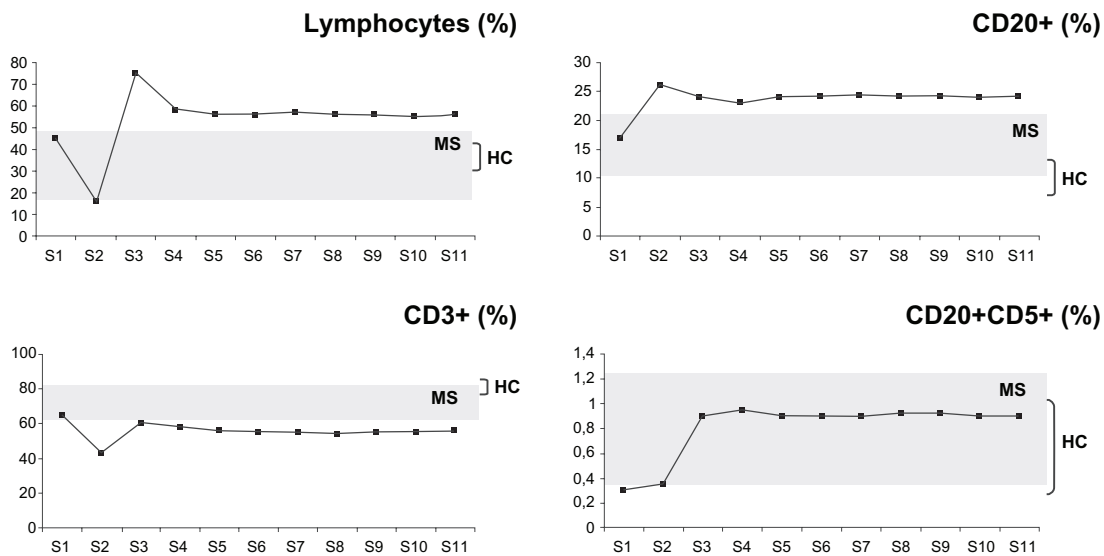 Lymphocytes (%)
80
70
60
50
40
30
20
10
0
MS
HC
S1 S2 S3 S4 S5 S6 S7 S8 S9 S10 S11
CD20+ (%)
30
25
20
15
10
5
0
MS
HC
S1 S2 S3 S4 S5 S6 S7 S8 S9 S10 S11
CD3+ (%)
100
80
60
40
20
0
HC
MS
S1 S2 S3 S4 S5 S6 S7 S8 S9 S10 S11
CD20+CD5+ (%)
1,4
1,2
1
0,8
0,6
0,4
0,2
0
MS
HC
S1 S2 S3 S4 S5 S6 S7 S8 S9 S10 S11